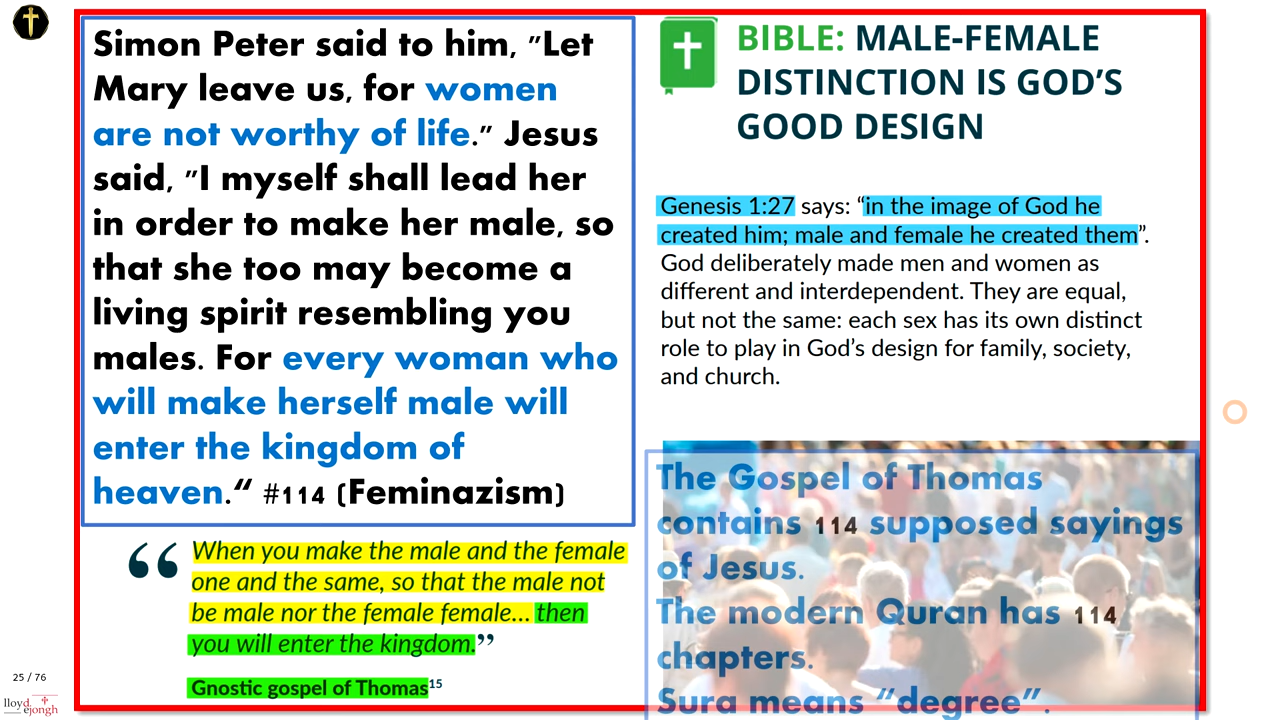 Simon Peter said to him, "Let
Mary leave us, for women
are not worthy of life." Jesus
said, "I myself shall lead her
in order to make her male, so
that she too may become a
living spirit resembling you
males. For every woman who
will make herself male will
enter the kingdom of
heaven.“ #114 (Feminazism)
“ When you make the male and the female
one and the same, so that the male not
be male nor the female female... then
you will enter the kingdom.”
Gnostic gospel of Thomas15
BIBLE: MALE-FEMALE
DISTINCTION IS GOD’S
GOOD DESIGN
Genesis 1:27 says: “in the image of God he
created him; male and female he created them”.
God deliberately made men and women as
different and interdependent. They are equal,
but not the same: each sex has its own distinct
role to play in God’s design for family, society,
and church.
The Gospel of Thomas
contains 114 supposed sayings
of Jesus.
The modern Quran has 114
chapters.
Sura means "degree".
25 / 76
lloyd
ejongh